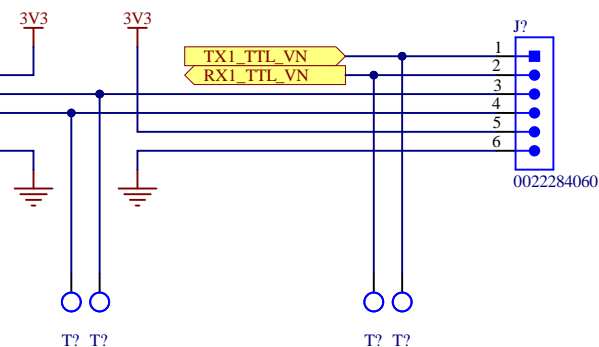 3V3 3V3 J?
TX1_TTL_VN 1
RX1_TTL_VN 2
3
4
5
6
0022284060
T? T? T? T?